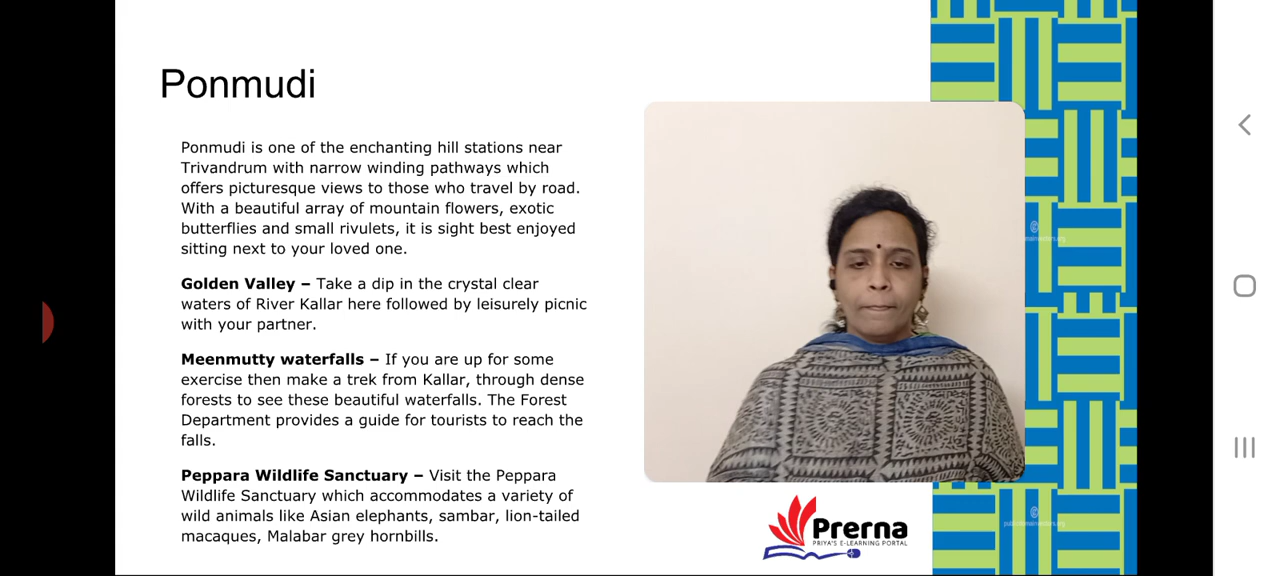 Ponmudi
Ponmudi is one of the enchanting hill stations near
Trivandrum with narrow winding pathways which
offers picturesque views to those who travel by road.
With a beautiful array of mountain flowers, exotic
butterflies and small rivulets, it is sight best enjoyed
sitting next to your loved one.
Golden Valley – Take a dip in the crystal clear
waters of River Kallar here followed by leisurely picnic
with your partner.
Meenmutty waterfalls – If you are up for some
exercise then make a trek from Kallar, through dense
forests to see these beautiful waterfalls. The Forest
Department provides a guide for tourists to reach the
falls.
Peppara Wildlife Sanctuary – Visit the Peppara
Wildlife Sanctuary which accommodates a variety of
wild animals like Asian elephants, sambar, lion-tailed
macaques, Malabar grey hornbills.
Prerna
PRIYA'S E-LEARNING PORTAL